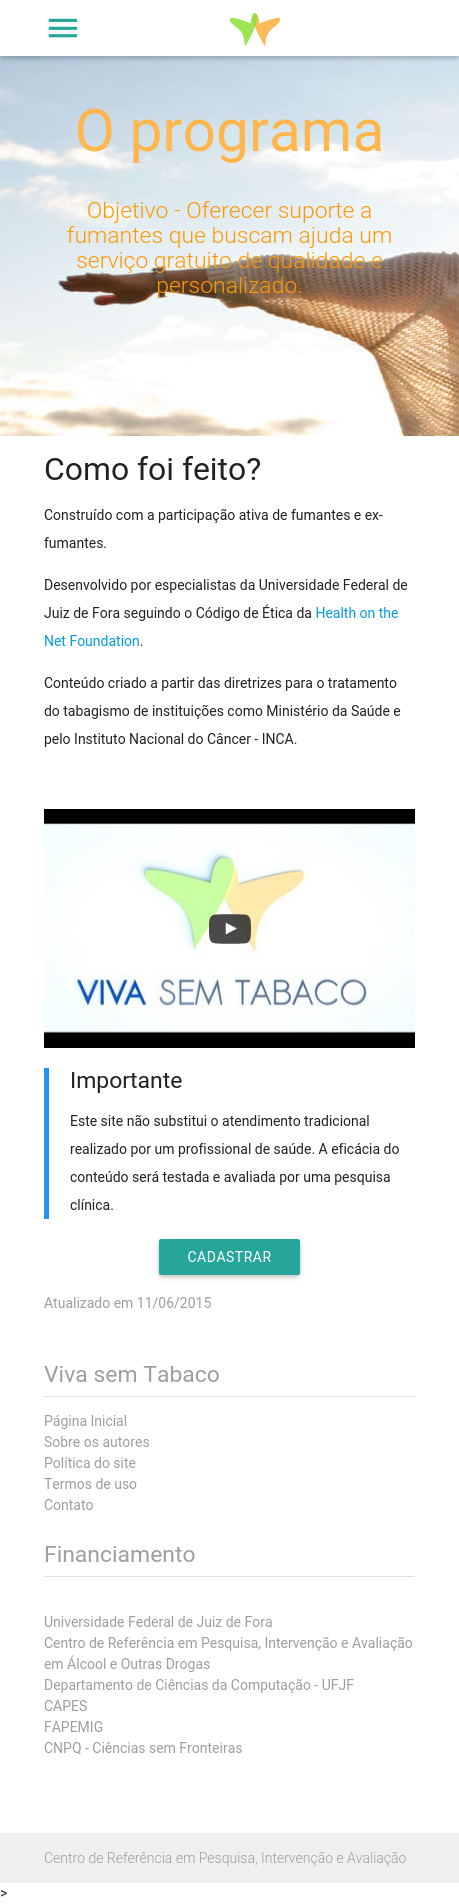 O programa
Objetivo - Oferecer suporte a
fumantes que buscam ajuda um
serviço gratuito de qualidade e
personalizado.
Como foi feito?
Construído com a participação ativa de fumantes e ex-
fumantes.
Desenvolvido por especialistas da Universidade Federal de
Juiz de Fora seguindo o Código de Ética da Health on the
Net Foundation.
Conteúdo criado a partir das diretrizes para o tratamento
do tabagismo de instituições como Ministério da Saúde e
pelo Instituto Nacional do Câncer - INCA.
VIVA SEM TABACO
Importante
Este site não substitui o atendimento tradicional
realizado por um profissional de saúde. A eficácia do
conteúdo será testada e avaliada por uma pesquisa
clínica.
CADASTRAR
Atualizado em 11/06/2015
Viva sem Tabaco
Página Inicial
Sobre os autores
Política do site
Termos de uso
Contato
Financiamento
Universidade Federal de Juiz de Fora
Centro de Referência em Pesquisa, Intervenção e Avaliação
em Álcool e Outras Drogas
Departamento de Ciências da Computação - UFJF
CAPES
FAPEMIG
CNPQ - Ciências sem Fronteiras
Centro de Referência em Pesquisa, Intervenção e Avaliação
>